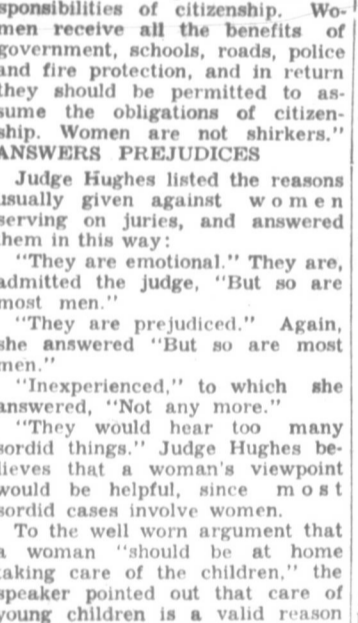 sponsibilities of citizenship. Wo-
men receive all the benefits of
government, schools, roads, police
and fire protection, and in return
they should be permitted to as-
sume the obligations of citizen-
ship. Women are not shirkers."
ANSWERS PREJUDICES
Judge Hughes listed the reasons
usually given against women
serving on juries, and answered
them in this way:
"They are emotional." They are,
admitted the judge, "But so are
most men."
"They are prejudiced." Again,
she answered "But so are most
men."
"Inexperienced," to which she
answered, "Not any more."
"They would hear too many
sordid things." Judge Hughes be-
lieves that a woman's viewpoint
would be helpful, since most
sordid cases involve women.
To the well worn argument that
a woman "should be at home
taking care of the children," the
speaker pointed out that care of
young children is a valid reason